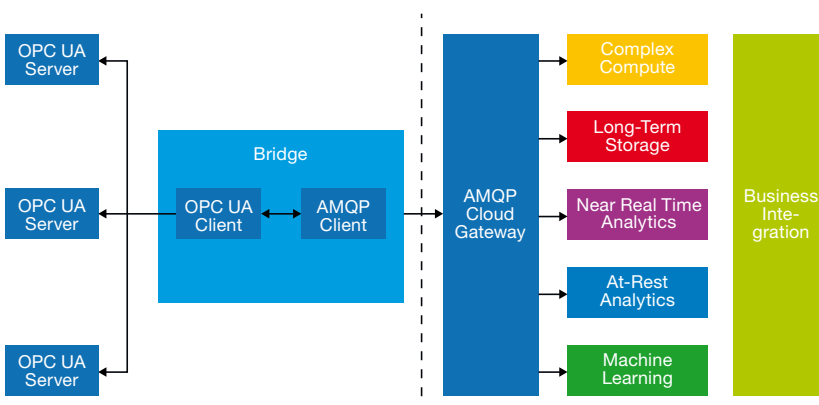 OPC UA
Server
OPC UA
Server
OPC UA
Server
Bridge
OPC UA
Client
AMQP
Client
AMQP
Cloud
Gateway
Complex
Compute
Long-Term
Storage
Near Real Time
Analytics
At-Rest
Analytics
Machine
Learning
Business
Inte-
gration